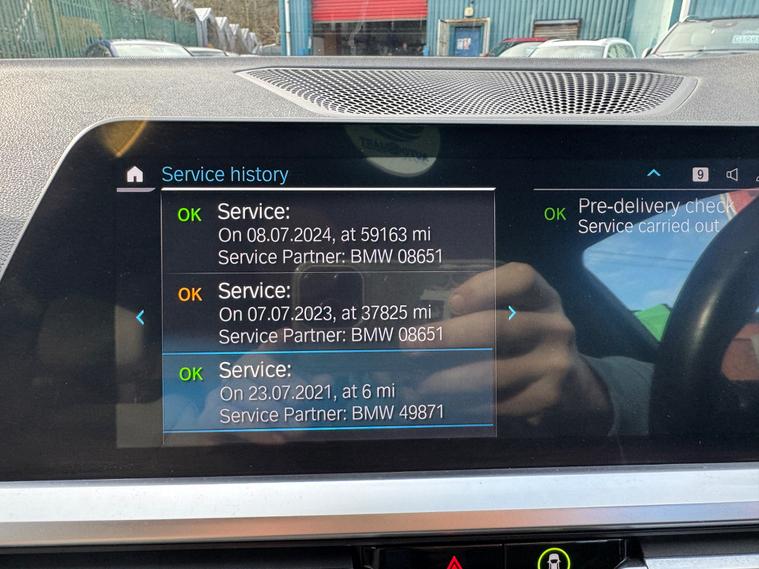 Service history
9
OK Service:
On 08.07.2024, at 59163 mi
Service Partner: BMW 08651
OK Service:
On 07.07.2023, at 37825 mi
Service Partner: BMW 08651
OK Service:
On 23.07.2021, at 6 mi
Service Partner: BMW 49871
OK Pre-delivery check
Service carried out